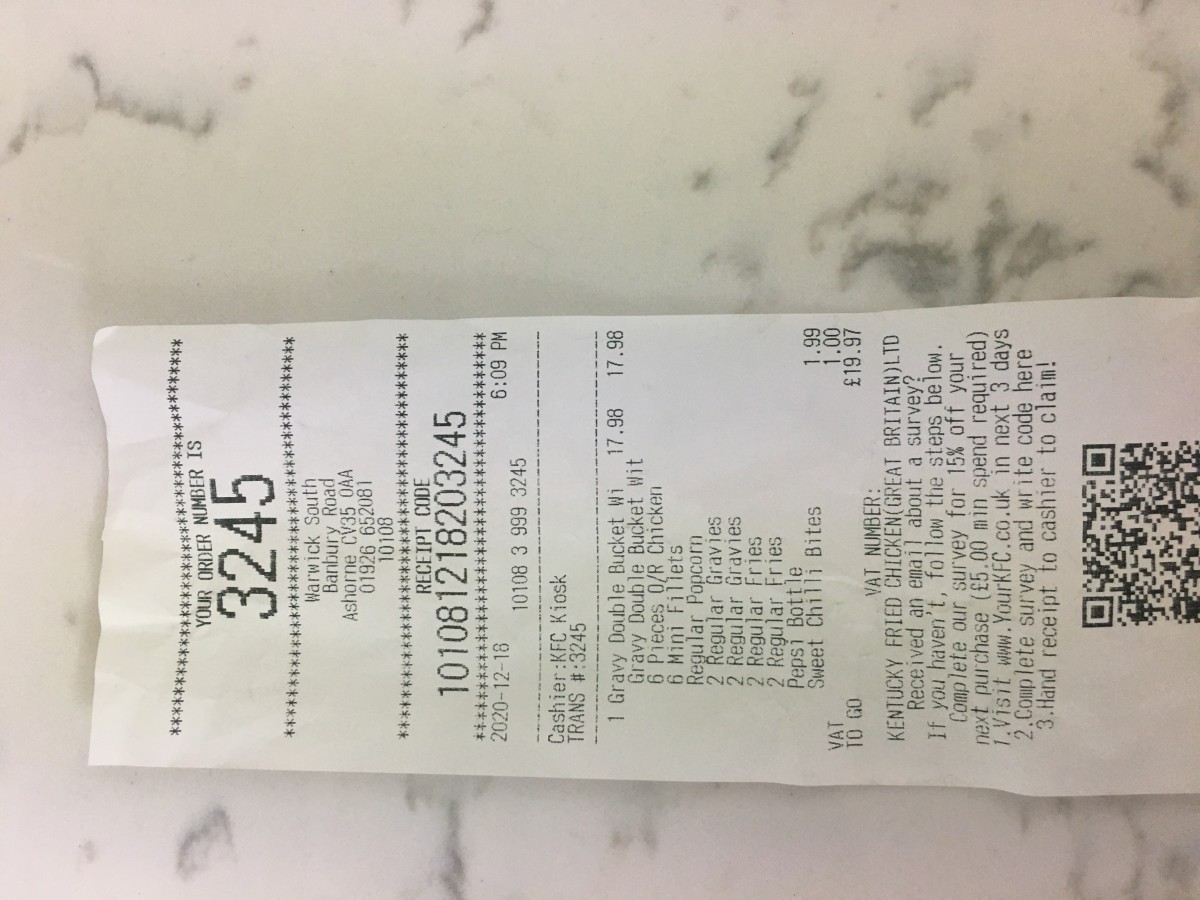 ****************************************
YOUR ORDER NUMBER IS
3245
****************************************
Warwick South
Banbury Road
Ashorne CV35 0AA
01926 652081
10108
****************************************
RECEIPT CODE
101081218203245
****************************************
2020-12-18 6:09 PM
10108 3 999 3245
----------------------------------------
Cashier:KFC Kiosk
TRANS #:3245
----------------------------------------
1 Gravy Double Bucket Wi 17.98 17.98
Gravy Double Bucket Wit
6 Pieces O/R Chicken
6 Mini Fillets
Regular Popcorn
2 Regular Gravies
2 Regular Gravies
2 Regular Fries
2 Regular Fries
Pepsi Bottle
Sweet Chilli Bites 1.99
VAT 1.00
TO GO £19.97
VAT NUMBER:
KENTUCKY FRIED CHICKEN(GREAT BRITAIN)LTD
Received an email about a survey?
If you haven't, follow the steps below.
Complete our survey for 15% off your
next purchase (£5.00 min spend required)
1.Visit www.YourKFC.co.uk in next 3 days
2.Complete survey and write code here
3.Hand receipt to cashier to claim!